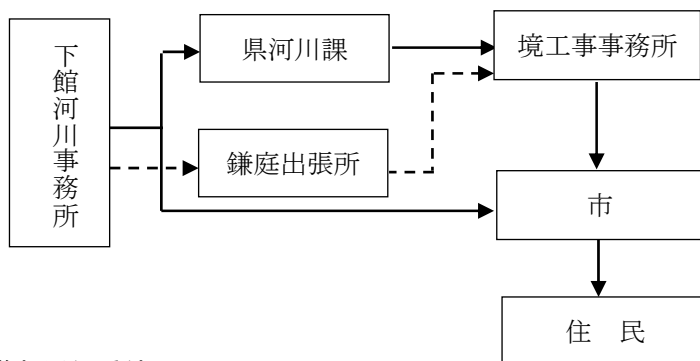 下館河川事務所
県河川課
境工事事務所
鎌庭出張所
市
住　民